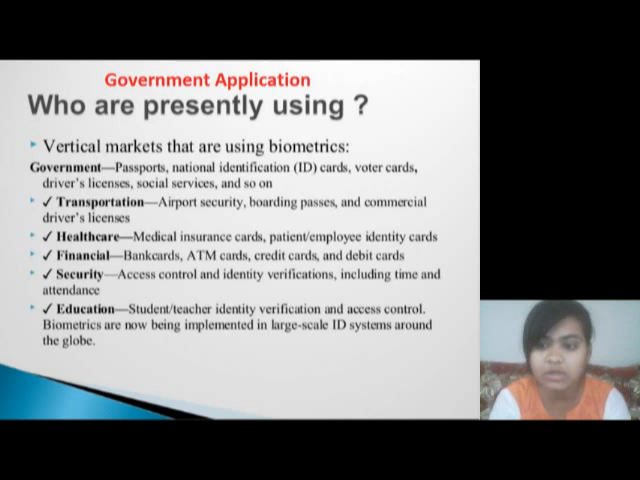 Government Application
Who are presently using ?
Vertical markets that are using biometrics:
Government—Passports, national identification (ID) cards, voter cards,
driver's licenses, social services, and so on
✓ Transportation—Airport security, boarding passes, and commercial
driver's licenses
✓ Healthcare—Medical insurance cards, patient/employee identity cards
✓ Financial—Bankcards, ATM cards, credit cards, and debit cards
✓ Security—Access control and identity verifications, including time and
attendance
✓ Education—Student/teacher identity verification and access control.
Biometrics are now being implemented in large-scale ID systems around
the globe.